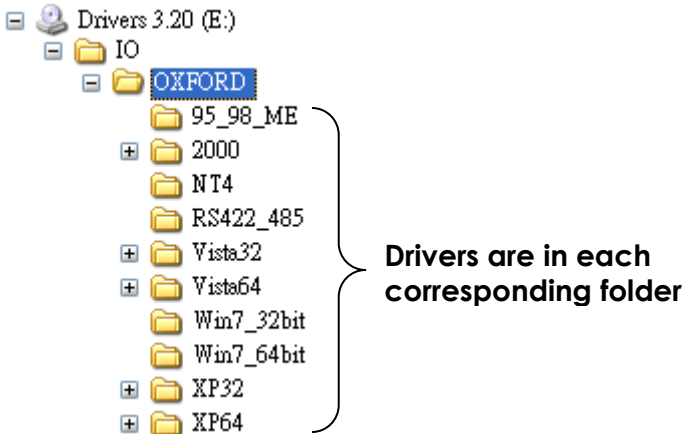 Drivers 3.20 (E:)
IO
OXFORD
95_98_ME
2000
NT4
RS422_485
Vista32
Vista64
Win7_32bit
Win7_64bit
XP32
XP64
Drivers are in each
corresponding folder